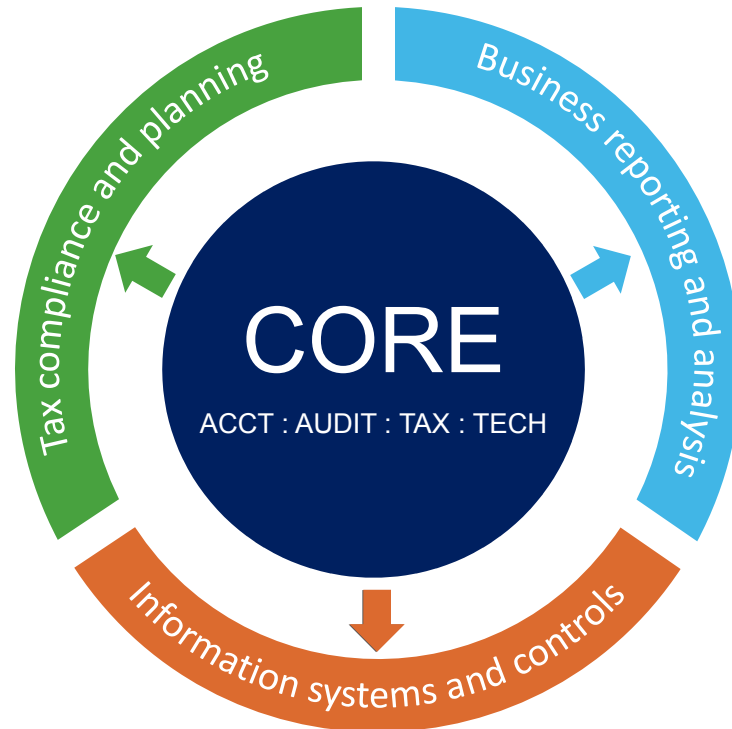 Tax compliance and planning
Business reporting and analysis
CORE
ACCT : AUDIT : TAX : TECH
Information systems and controls